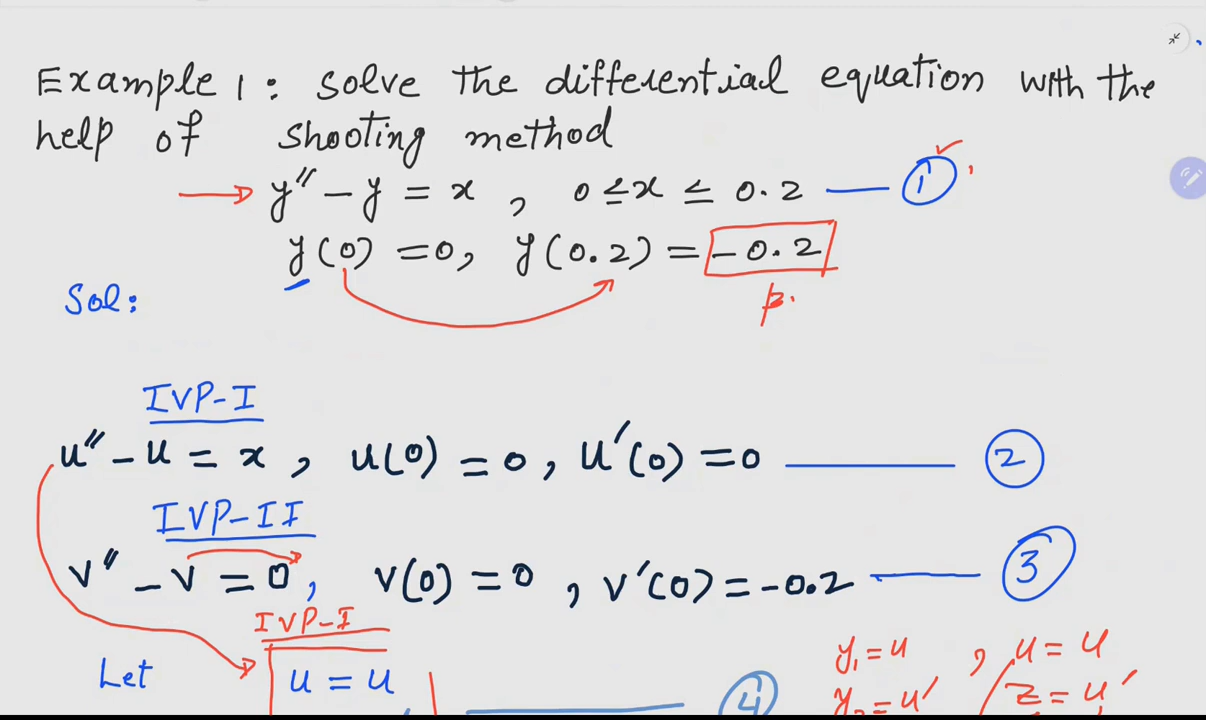 Example 1 : solve the differential equation with the
help of shooting method
y'' - y = x , 0 ≤ x ≤ 0.2 — 1
y(0) = 0, y(0.2) = -0.2
Sol:
β.
IVP-I
u'' - u = x , u(0) = 0 , u'(0) = 0 — 2
IVP-II
v'' - v = 0 , v(0) = 0 , v'(0) = -0.2 — 3
IVP-I
Let u = u — 4
y₁ = u , u = u
y₂ = u' z = u'